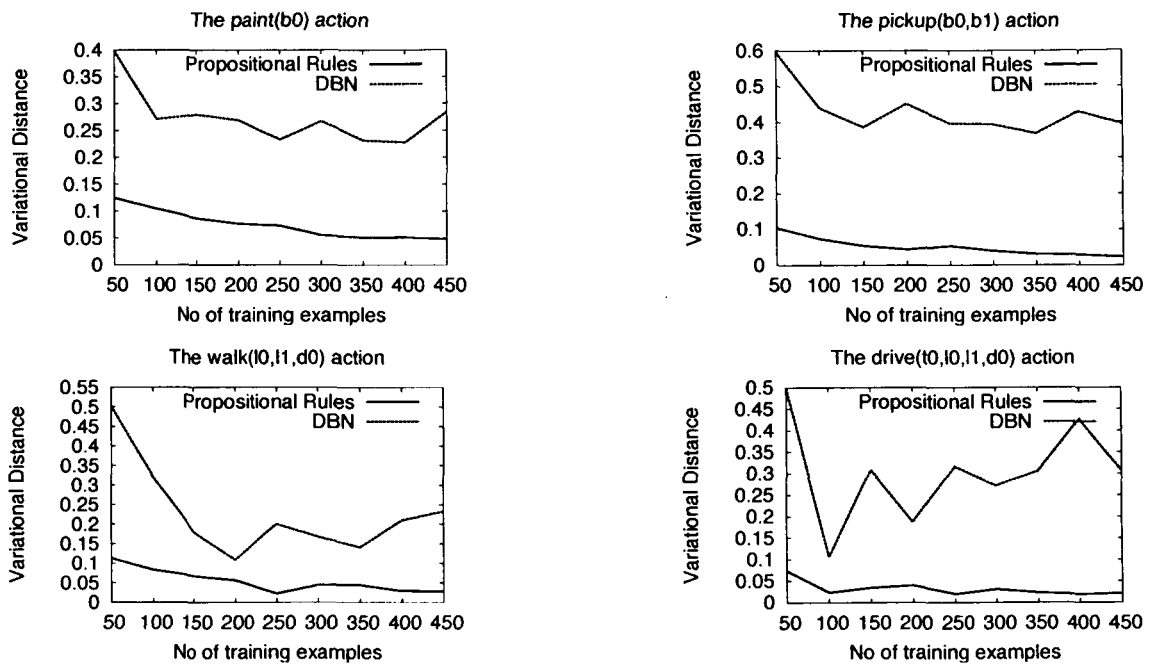 The paint(b0) action
0.4
0.35
0.3
0.25
0.2
0.15
0.1
0.05
0
Variational Distance
Propositional Rules
DBN
50 100 150 200 250 300 350 400 450
No of training examples
The pickup(b0,b1) action
0.6
0.5
0.4
0.3
0.2
0.1
0
Variational Distance
Propositional Rules
DBN
50 100 150 200 250 300 350 400 450
No of training examples
The walk(l0,l1,d0) action
0.55
0.5
0.45
0.4
0.35
0.3
0.25
0.2
0.15
0.1
0.05
0
Variational Distance
Propositional Rules
DBN
50 100 150 200 250 300 350 400 450
No of training examples
The drive(t0,l0,l1,d0) action
0.5
0.45
0.4
0.35
0.3
0.25
0.2
0.15
0.1
0.05
0
Variational Distance
Propositional Rules
DBN
50 100 150 200 250 300 350 400 450
No of training examples